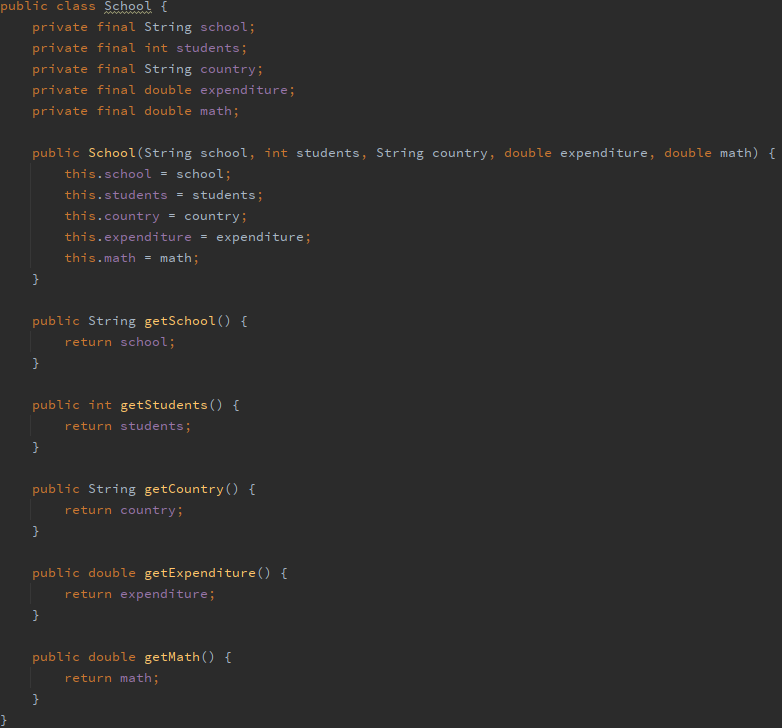 public class School {
    private final String school;
    private final int students;
    private final String country;
    private final double expenditure;
    private final double math;

    public School(String school, int students, String country, double expenditure, double math) {
        this.school = school;
        this.students = students;
        this.country = country;
        this.expenditure = expenditure;
        this.math = math;
    }

    public String getSchool() {
        return school;
    }

    public int getStudents() {
        return students;
    }

    public String getCountry() {
        return country;
    }

    public double getExpenditure() {
        return expenditure;
    }

    public double getMath() {
        return math;
    }
}